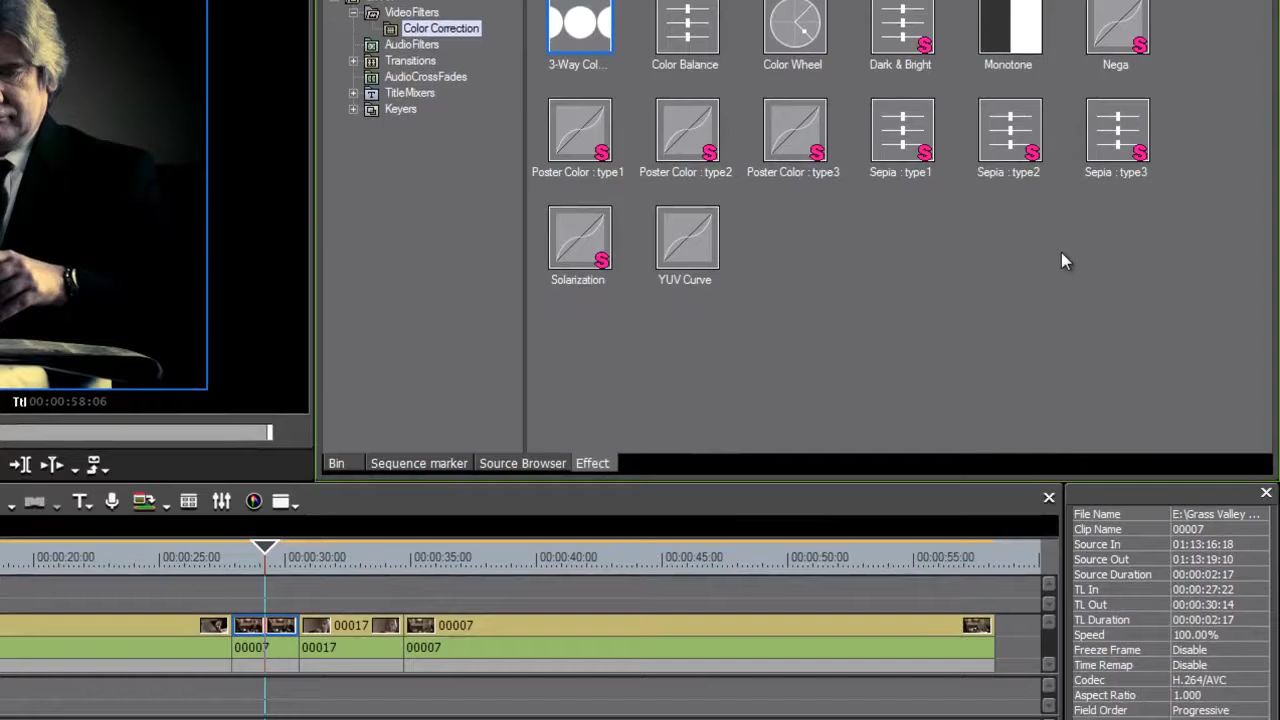 VideoFilters
Color Correction
AudioFilters
Transitions
AudioCrossFades
TitleMixers
Keyers
3-Way Col...
Color Balance
Color Wheel
Dark & Bright
Monotone
Nega
Poster Color : type1
Poster Color : type2
Poster Color : type3
Sepia : type1
Sepia : type2
Sepia : type3
Solarization
YUV Curve
Ttl 00:00:58:06
Bin
Sequence marker
Source Browser
Effect
00:00:20:00
00:00:25:00
00:00:30:00
00:00:35:00
00:00:40:00
00:00:45:00
00:00:50:00
00:00:55:00
00017
00007
00007
00017
00007
File Name E:\Grass Valley ...
Clip Name 00007
Source In 01:13:16:18
Source Out 01:13:19:10
Source Duration 00:00:02:17
TL In 00:00:27:22
TL Out 00:00:30:14
TL Duration 00:00:02:17
Speed 100.00%
Freeze Frame Disable
Time Remap Disable
Codec H.264/AVC
Aspect Ratio 1.000
Field Order Progressive